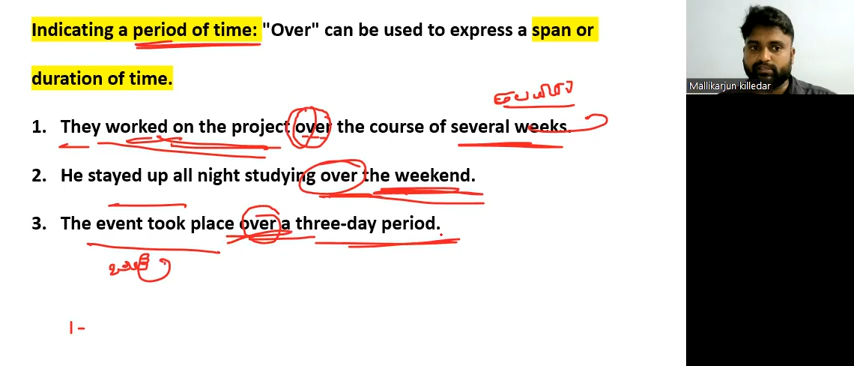 Indicating a period of time: "Over" can be used to express a span or
duration of time.
1. They worked on the project over the course of several weeks.
2. He stayed up all night studying over the weekend.
3. The event took place over a three-day period.
1-
Mallikarjun killedar